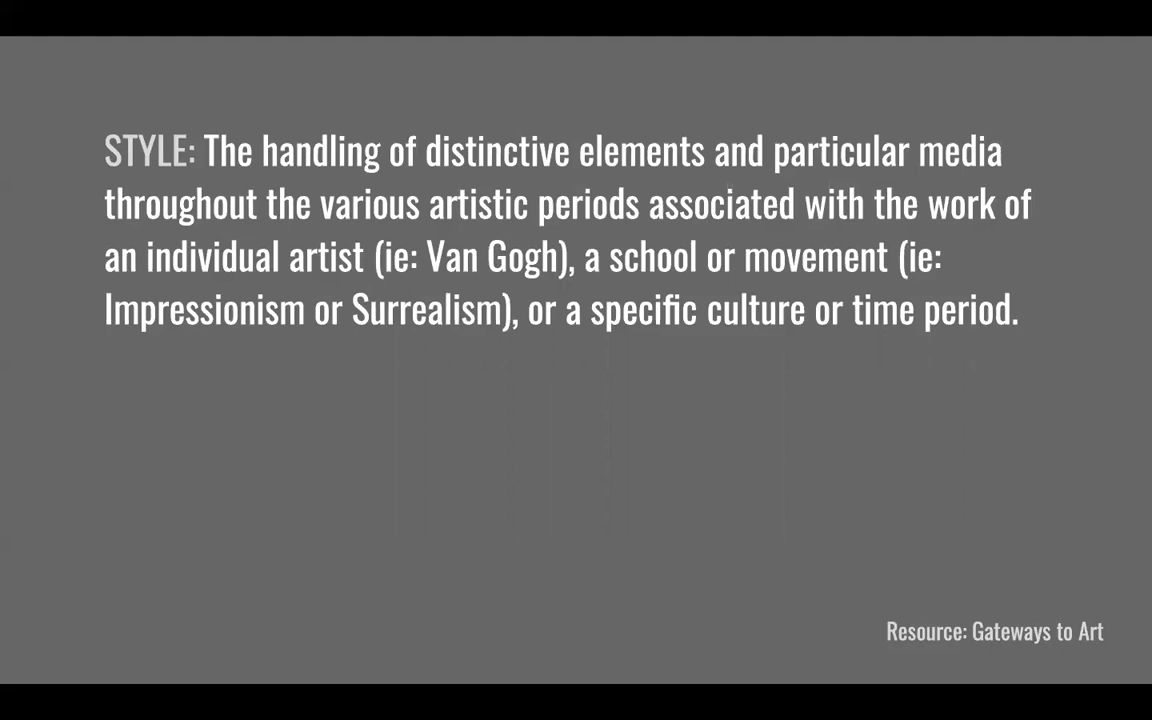 STYLE: The handling of distinctive elements and particular media
throughout the various artistic periods associated with the work of
an individual artist (ie: Van Gogh), a school or movement (ie:
Impressionism or Surrealism), or a specific culture or time period.
Resource: Gateways to Art